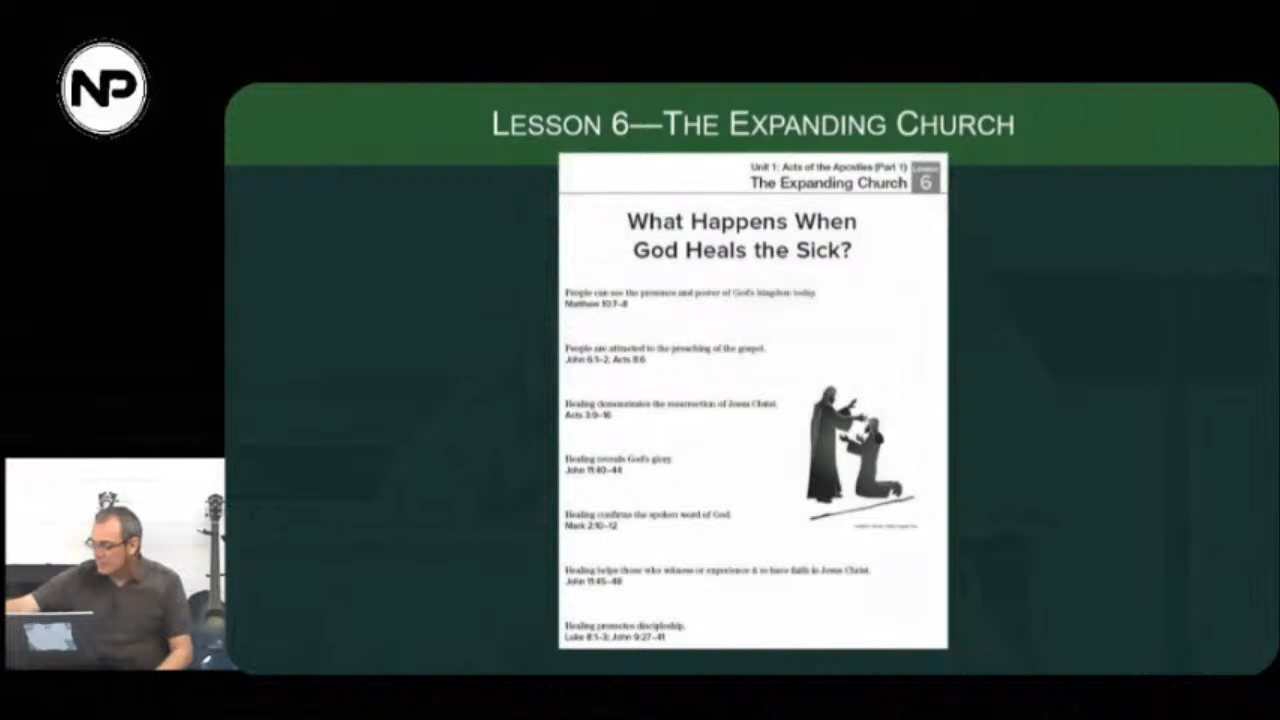 NP
LESSON 6—THE EXPANDING CHURCH
Unit 1: Acts of the Apostles (Part 1)
The Expanding Church
Lesson
6
What Happens When
God Heals the Sick?
People can see the presence and power of God's kingdom today.
Matthew 10:7–8
People are attracted to the preaching of the gospel.
John 6:1–2; Acts 8:6
Healing demonstrates the resurrection of Jesus Christ.
Acts 3:9–16
Healing reveals God's glory.
John 11:40–44
Healing confirms the spoken word of God.
Mark 2:10–12
Healing helps those who witness or experience it to have faith in Jesus Christ.
John 11:45–48
Healing promotes discipleship.
Luke 8:1–3; John 9:27–41